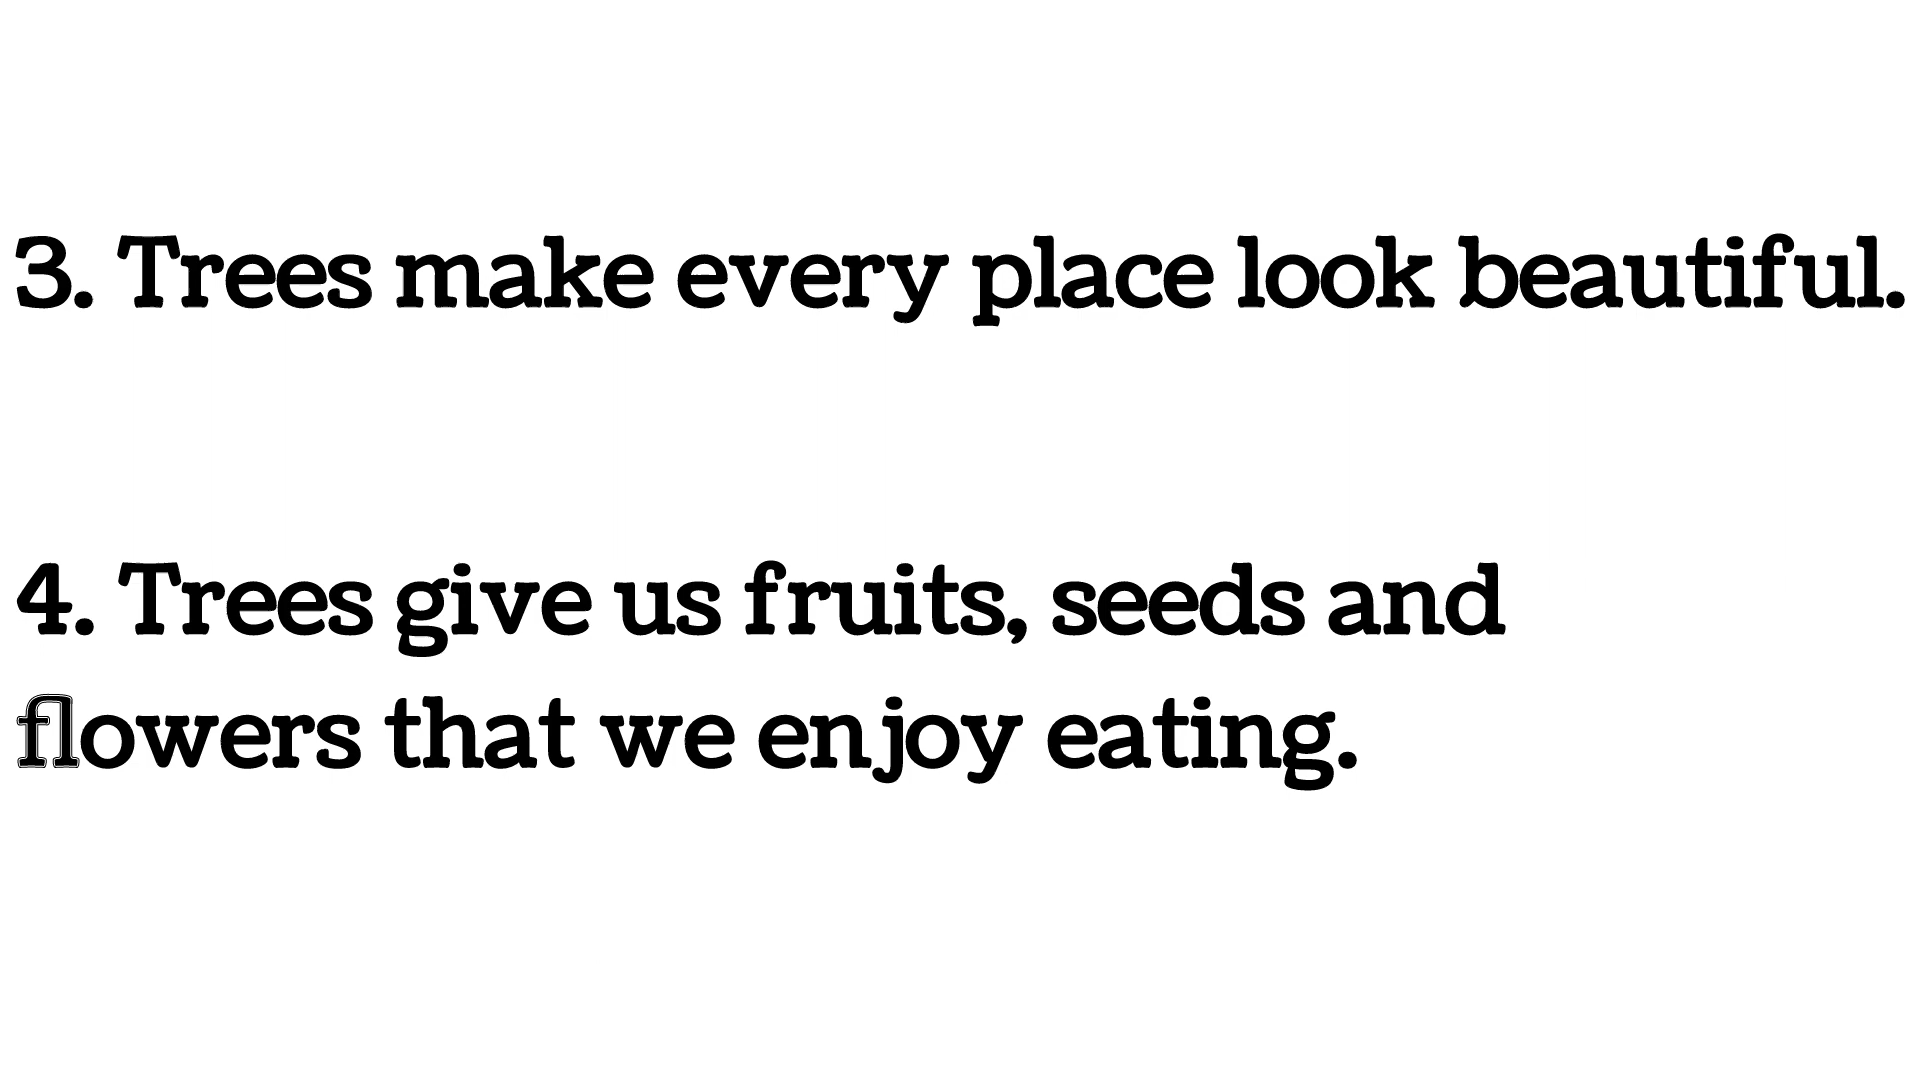 3. Trees make every place look beautiful.
4. Trees give us fruits, seeds and
flowers that we enjoy eating.